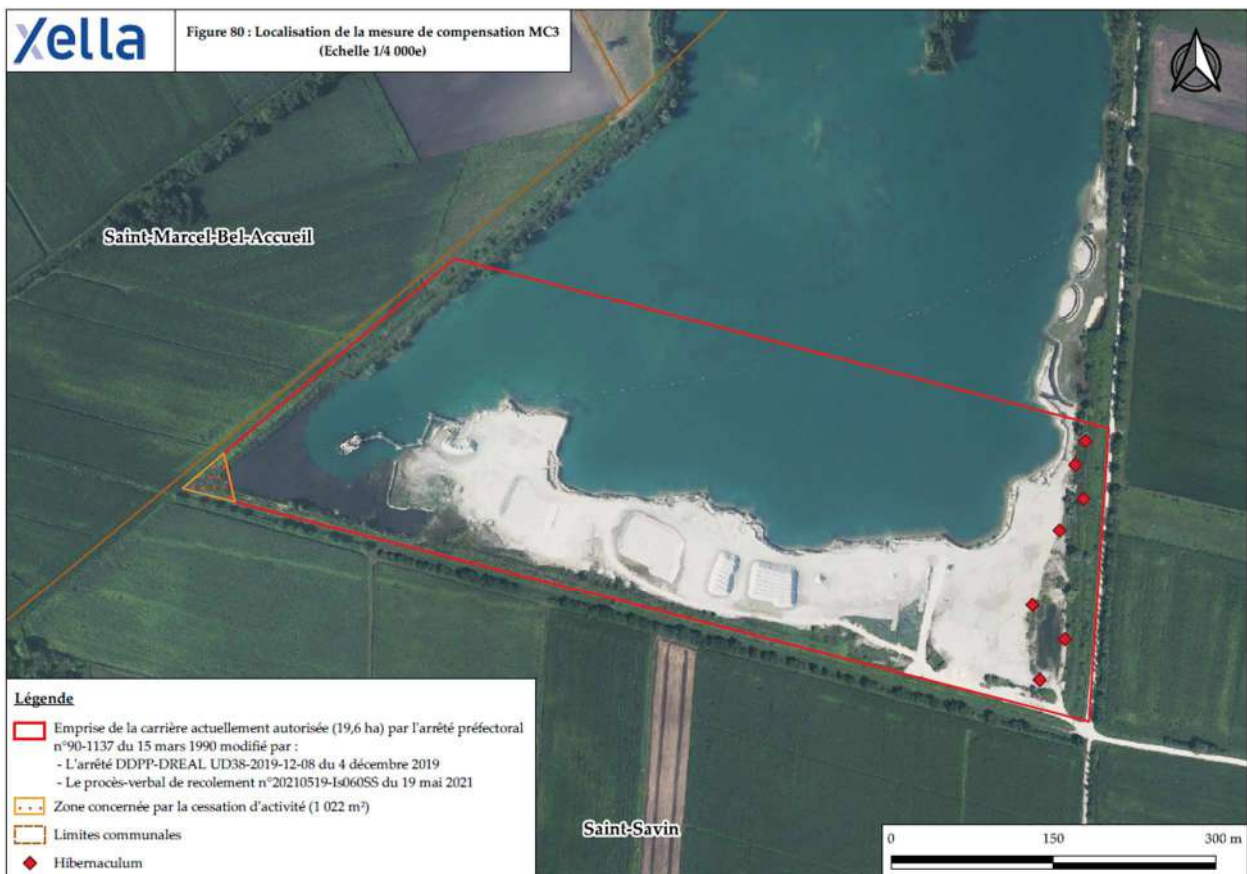 Xella
Figure 80 : Localisation de la mesure de compensation MC3
(Echelle 1/4 000e)
Saint-Marcel-Bel-Accueil
Légende
Emprise de la carrière actuellement autorisée (19,6 ha) par l'arrêté préfectoral
n°90-1137 du 15 mars 1990 modifié par :
- L'arrêté DDPP-DREAL UD38-2019-12-08 du 4 décembre 2019
- Le procès-verbal de recolement n°20210519-Is060SS du 19 mai 2021
Zone concernée par la cessation d'activité (1 022 m²)
Limites communales
Hibernaculum
Saint-Savin
0 150 300 m